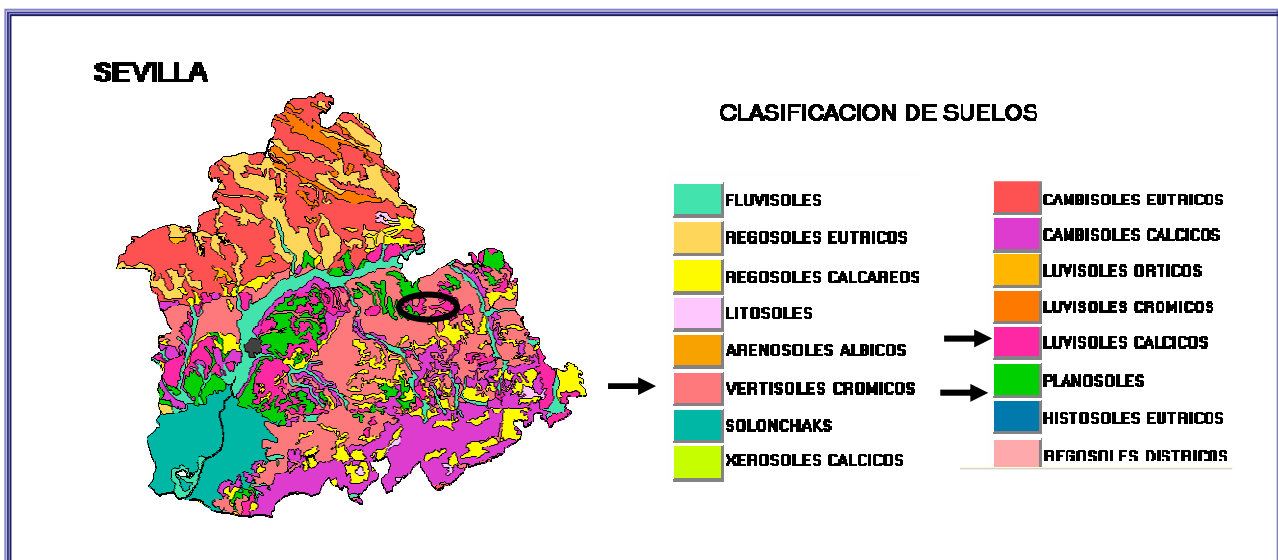 SEVILLA
CLASIFICACION DE SUELOS
FLUVISOLES
REGOSOLES EUTRICOS
REGOSOLES CALCAREOS
LITOSOLES
ARENOSOLES ALBICOS
VERTISOLES CROMICOS
SOLONCHAKS
XEROSOLES CALCICOS
CAMBISOLES EUTRICOS
CAMBISOLES CALCICOS
LUVISOLES ORTICOS
LUVISOLES CROMICOS
LUVISOLES CALCICOS
PLANOSOLES
HISTOSOLES EUTRICOS
REGOSOLES DISTRICOS